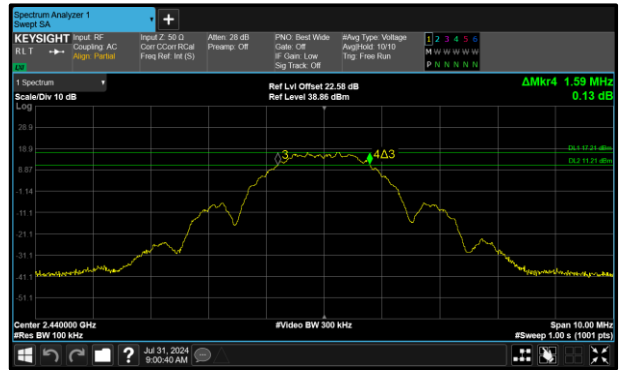 Spectrum Analyzer 1
Swept SA
KEYSIGHT
RLT
Input: RF
Coupling: AC
Align: Partial
Input Z: 50 Ω
Corr CCorr RCal
Freq Ref: Int (S)
Atten: 28 dB
Preamp: Off
PNO: Best Wide
Gate: Off
IF Gain: Low
Sig Track: Off
#Avg Type: Voltage
Avg|Hold: 10/10
Trig: Free Run
1 2 3 4 5 6
M W W W W W
P N N N N N
1 Spectrum
Scale/Div 10 dB
Ref Lvl Offset 22.58 dB
Ref Level 38.86 dBm
ΔMkr4 1.59 MHz
0.13 dB
Log
28.9
18.9
8.87
-1.14
-11.1
-21.1
-31.1
-41.1
-51.1
3
4Δ3
DL1 17.21 dBm
DL2 11.21 dBm
Center 2.440000 GHz
#Res BW 100 kHz
#Video BW 300 kHz
Span 10.00 MHz
#Sweep 1.00 s (1001 pts)
?
Jul 31, 2024
9:00:40 AM